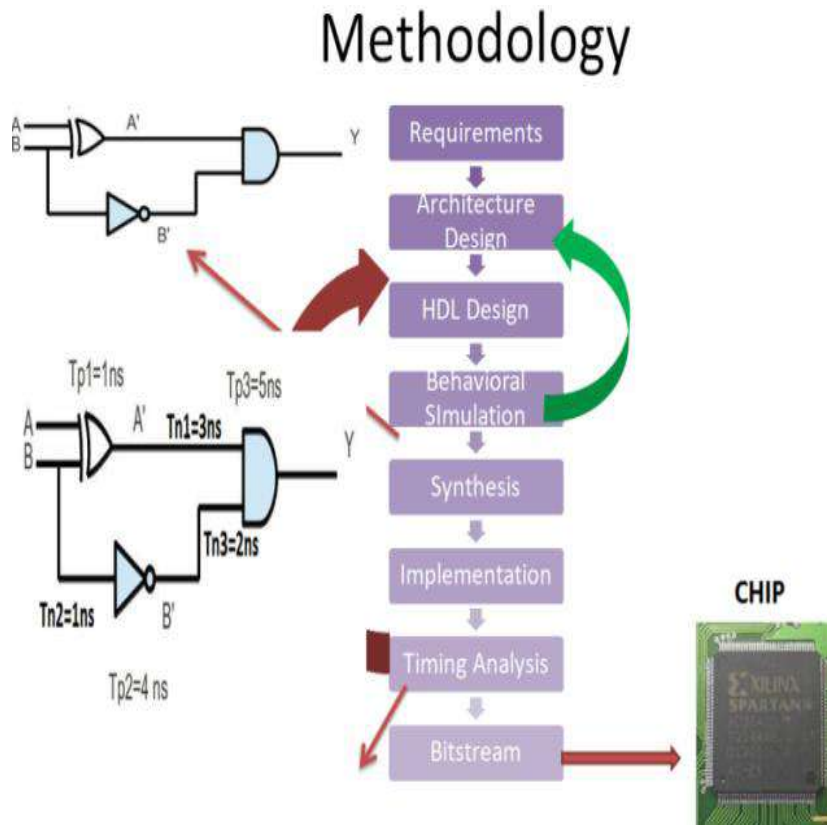 Methodology
A
B
A'
Y
B'
Requirements
Architecture
Design
HDL Design
Behavioral
SImulation
Synthesis
Implementation
Timing Analysis
Bitstream
Tp1=1ns
Tp3=5ns
A
B
A'
Tn1=3ns
Y
Tn3=2ns
Tn2=1ns
B'
Tp2=4 ns
CHIP
XILINX
SPARTAN